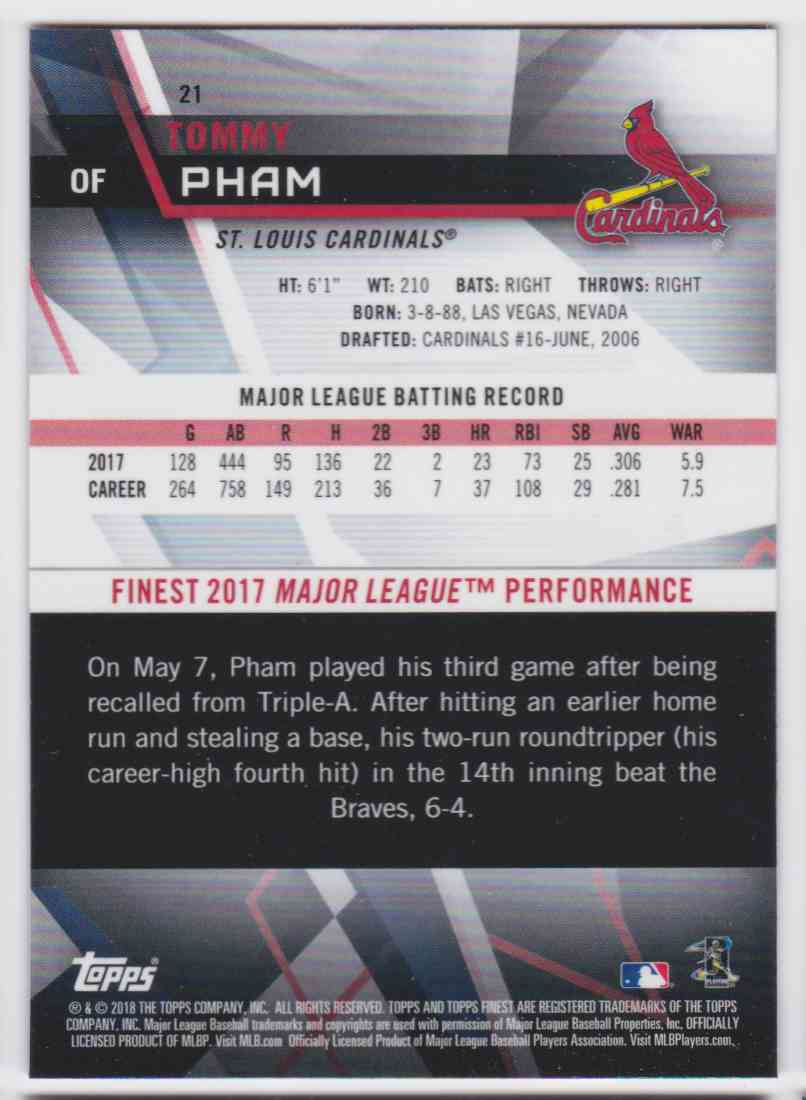 21
TOMMY
OF PHAM
Cardinals®
ST. LOUIS CARDINALS®
HT: 6'1" WT: 210 BATS: RIGHT THROWS: RIGHT
BORN: 3-8-88, LAS VEGAS, NEVADA
DRAFTED: CARDINALS #16-JUNE, 2006
MAJOR LEAGUE BATTING RECORD
G AB R H 2B 3B HR RBI SB AVG WAR
2017 128 444 95 136 22 2 23 73 25 .306 5.9
CAREER 264 758 149 213 36 7 37 108 29 .281 7.5
FINEST 2017 MAJOR LEAGUE™ PERFORMANCE
On May 7, Pham played his third game after being
recalled from Triple-A. After hitting an earlier home
run and stealing a base, his two-run roundtripper (his
career-high fourth hit) in the 14th inning beat the
Braves, 6-4.
Topps®
® & © 2018 THE TOPPS COMPANY, INC. ALL RIGHTS RESERVED. TOPPS AND TOPPS FINEST ARE REGISTERED TRADEMARKS OF THE TOPPS
COMPANY, INC. Major League Baseball trademarks and copyrights are used with permission of Major League Baseball Properties, Inc. OFFICIALLY
LICENSED PRODUCT OF MLBP. Visit MLB.com Officially Licensed Product of Major League Baseball Players Association. Visit MLBPlayers.com.